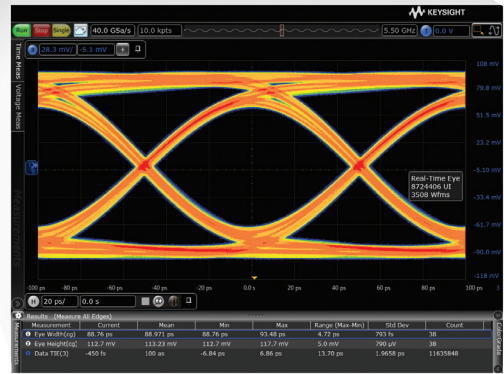 KEYSIGHT
Run Stop Single 40.0 GSa/s 10.0 kpts 5.50 GHz 0.0 V
28.3 mV/ -5.1 mV +
Time Meas
Voltage Meas
Measurements
108 mV
79.8 mV
51.5 mV
23.2 mV
-5.10 mV
-33.4 mV
-61.7 mV
-90.0 mV
-118 mV
Real-Time Eye
8724406 UI
3508 Wfms
-100 ps -80 ps -60 ps -40 ps -20 ps 0.0 s 20 ps 40 ps 60 ps 80 ps 100 ps
H 20 ps/ 0.0 s
Results (Measure All Edges)
Measurement Current Mean Min Max Range (Max-Min) Std Dev Count
Eye Width(cg) 88.76 ps 88.971 ps 88.76 ps 93.48 ps 4.72 ps 793 fs 38
Eye Height(cg) 112.7 mV 113.23 mV 112.7 mV 117.7 mV 5.0 mV 790 µV 38
Data TIE(3) -450 fs 100 as -6.84 ps 6.86 ps 13.70 ps 1.9658 ps 11635848
Measurements
ColorGrade